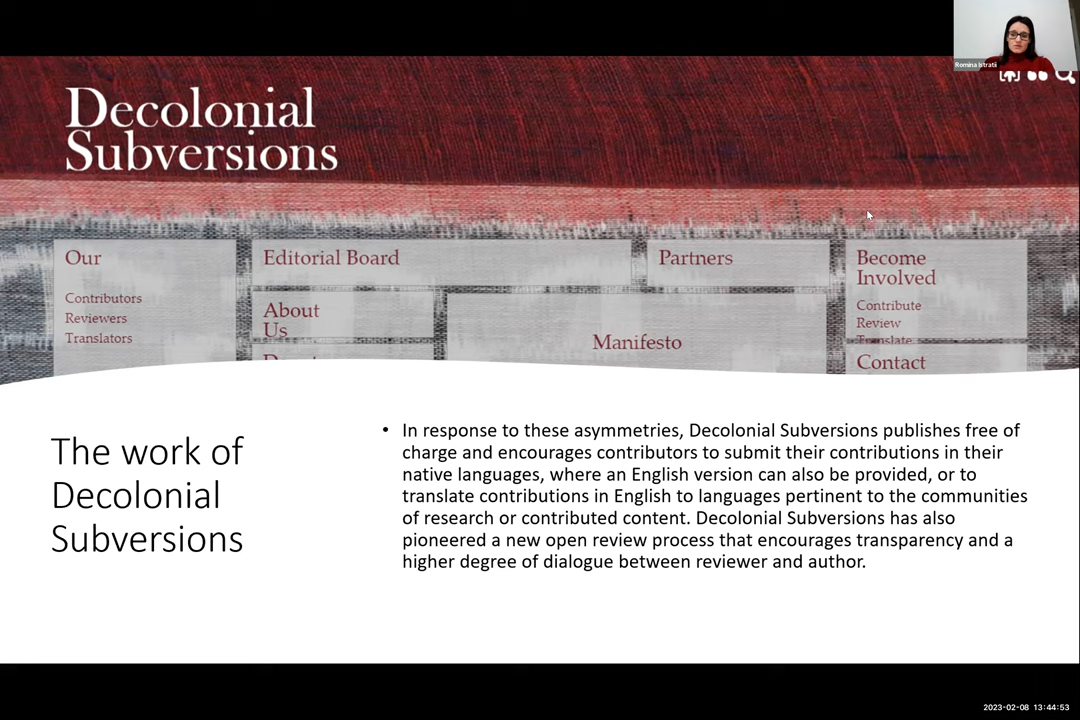 Romina Istratii
Decolonial
Subversions
Our
Contributors
Reviewers
Translators
Editorial Board
About
Us
Partners
Manifesto
Become
Involved
Contribute
Review
Translate
Contact
The work of
Decolonial
Subversions
• In response to these asymmetries, Decolonial Subversions publishes free of
charge and encourages contributors to submit their contributions in their
native languages, where an English version can also be provided, or to
translate contributions in English to languages pertinent to the communities
of research or contributed content. Decolonial Subversions has also
pioneered a new open review process that encourages transparency and a
higher degree of dialogue between reviewer and author.
2023-02-08 13:44:53